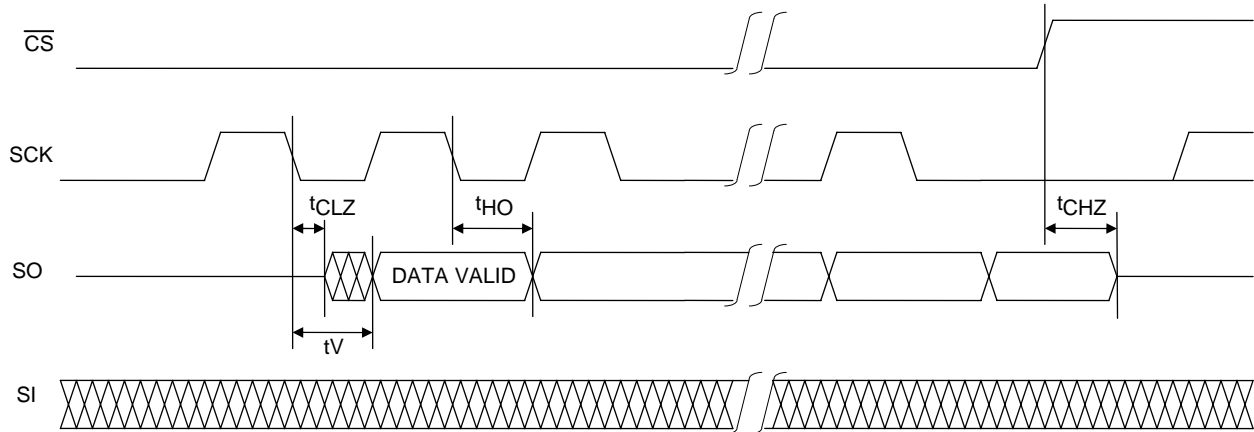 CS
SCK
tCLZ
tHO
tCHZ
SO
DATA VALID
tV
SI